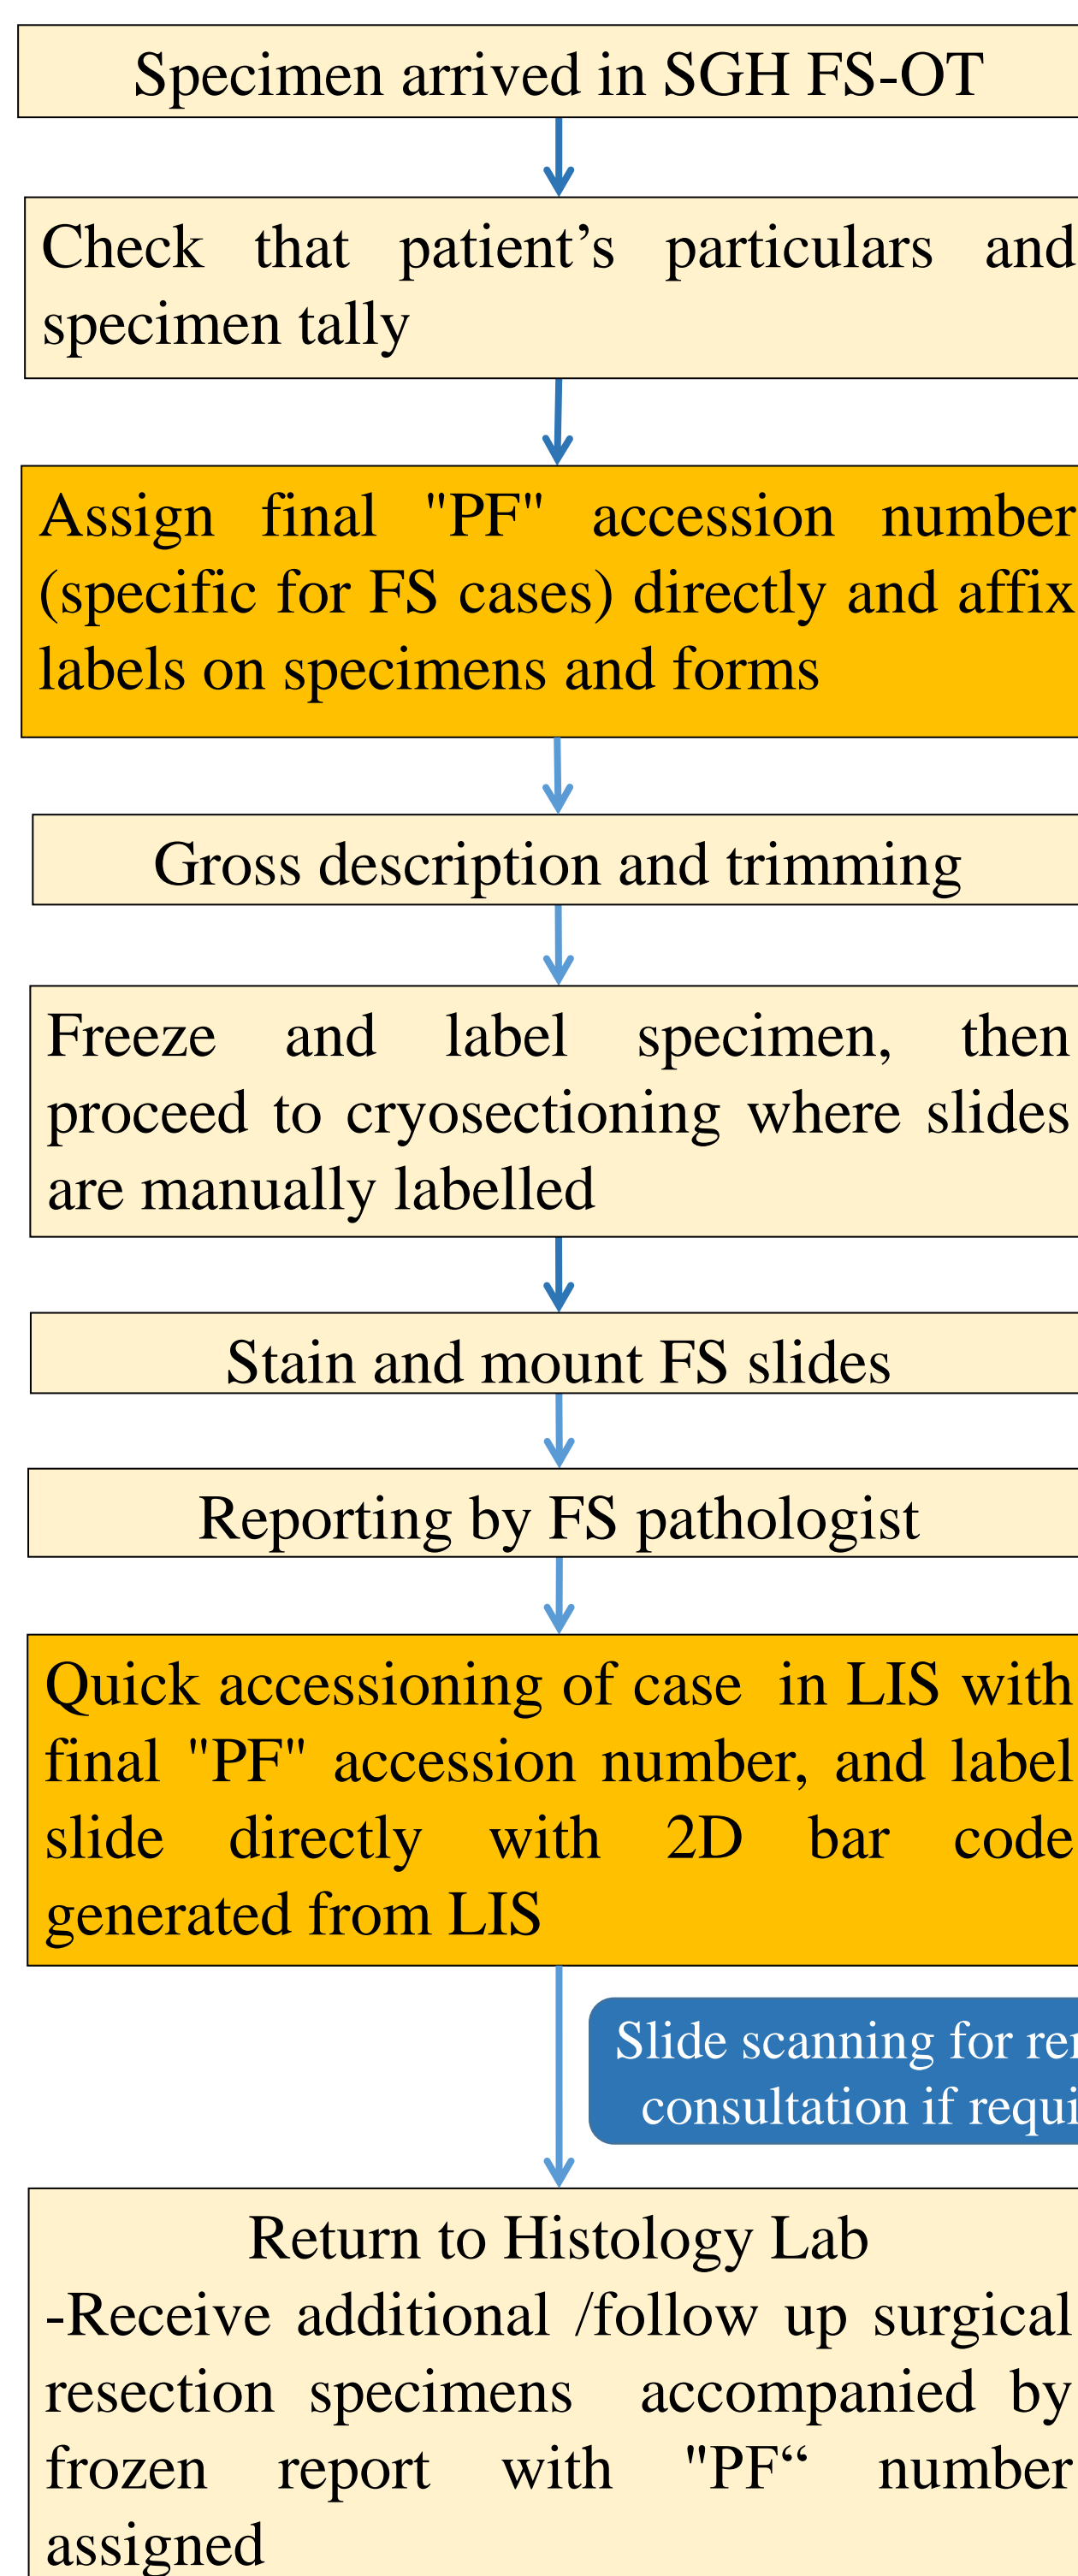 Specimen arrived in SGH FS-OT
Check that patient’s particulars and
specimen tally
Assign final "PF" accession number
(specific for FS cases) directly and affix
labels on specimens and forms
Gross description and trimming
Freeze and label specimen, then
proceed to cryosectioning where slides
are manually labelled
Stain and mount FS slides
Reporting by FS pathologist
Quick accessioning of case in LIS with
final "PF" accession number, and label
slide directly with 2D bar code
generated from LIS
Slide scanning for
consultation if
Return to Histology Lab
-Receive additional /follow up surgical
resection specimens accompanied by
frozen report with "PF“ number
assigned